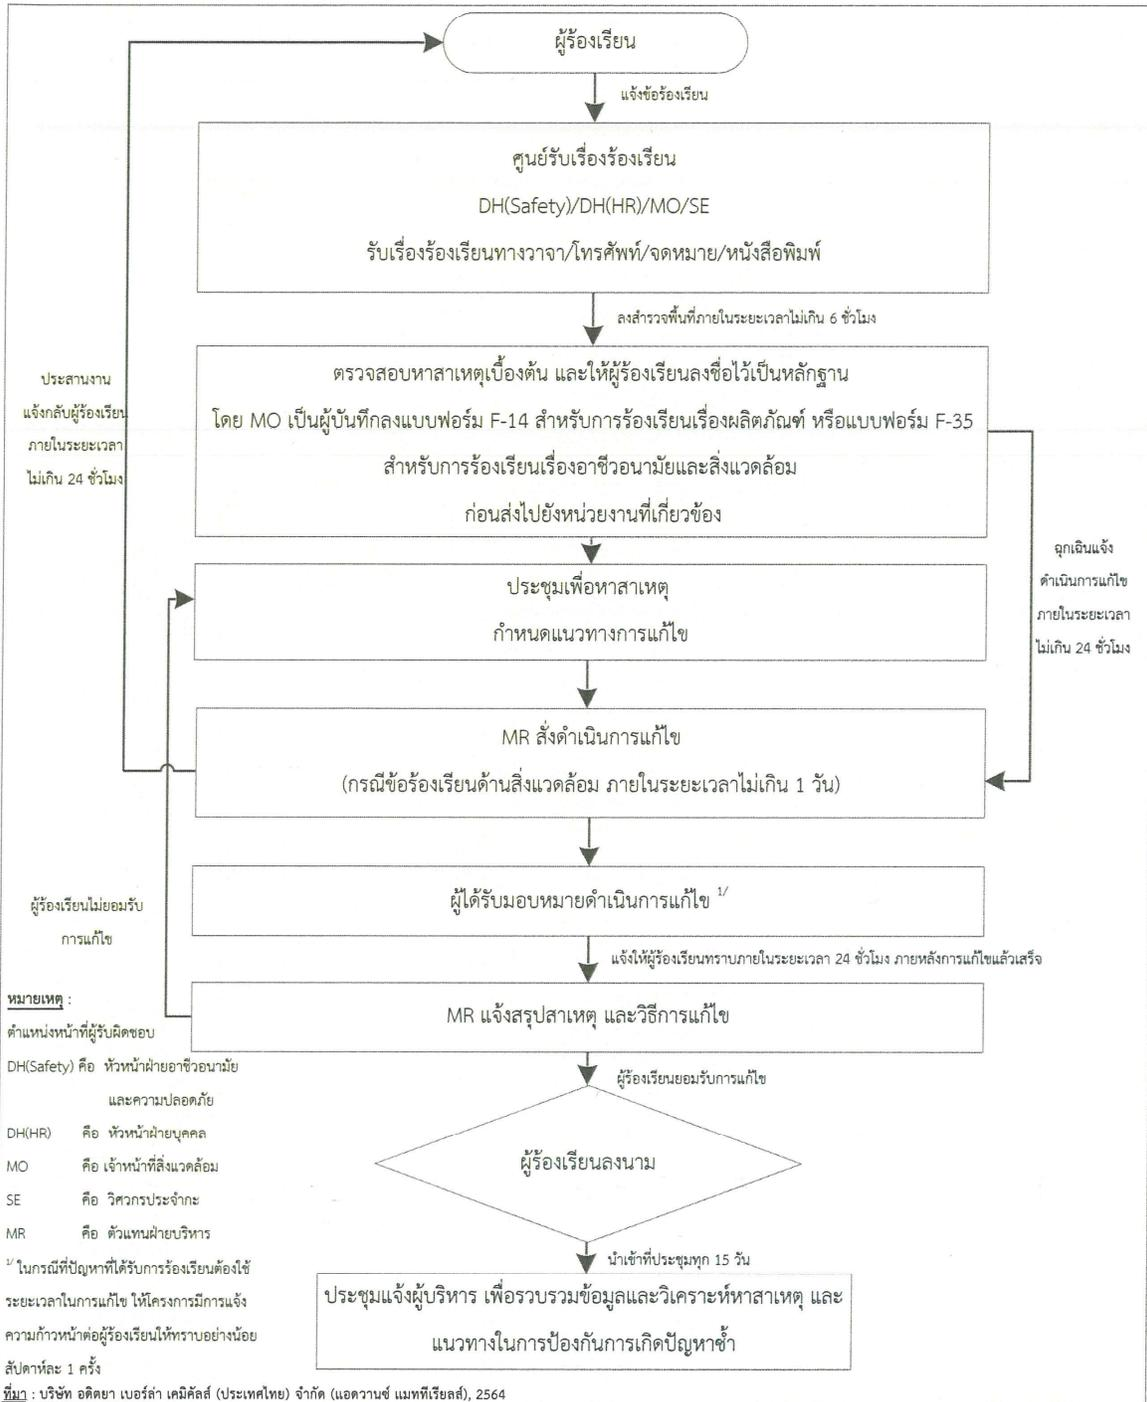 ผู้ร้องเรียน
แจ้งข้อร้องเรียน
ศูนย์รับเรื่องร้องเรียน
DH(Safety)/DH(HR)/MO/SE
รับเรื่องร้องเรียนทางวาจา/โทรศัพท์/จดหมาย/หนังสือพิมพ์
ลงสำรวจพื้นที่ภายในระยะเวลาไม่เกิน 6 ชั่วโมง
ตรวจสอบหาสาเหตุเบื้องต้น และให้ผู้ร้องเรียนลงชื่อไว้เป็นหลักฐาน
โดย MO เป็นผู้บันทึกลงแบบฟอร์ม F-14 สำหรับการร้องเรียนเรื่องผลิตภัณฑ์ หรือแบบฟอร์ม F-35
สำหรับการร้องเรียนเรื่องอาชีวอนามัยและสิ่งแวดล้อม
ก่อนส่งไปยังหน่วยงานที่เกี่ยวข้อง
ประสานงาน
แจ้งกลับผู้ร้องเรียน
ภายในระยะเวลา
ไม่เกิน 24 ชั่วโมง
ฉุกเฉินแจ้ง
ดำเนินการแก้ไข
ภายในระยะเวลา
ไม่เกิน 24 ชั่วโมง
ประชุมเพื่อหาสาเหตุ
กำหนดแนวทางการแก้ไข
MR สั่งดำเนินการแก้ไข
(กรณีข้อร้องเรียนด้านสิ่งแวดล้อม ภายในระยะเวลาไม่เกิน 1 วัน)
ผู้ได้รับมอบหมายดำเนินการแก้ไข 1/
แจ้งให้ผู้ร้องเรียนทราบภายในระยะเวลา 24 ชั่วโมง ภายหลังการแก้ไขแล้วเสร็จ
ผู้ร้องเรียนไม่ยอมรับ
การแก้ไข
MR แจ้งสรุปสาเหตุ และวิธีการแก้ไข
ผู้ร้องเรียนยอมรับการแก้ไข
ผู้ร้องเรียนลงนาม
นำเข้าที่ประชุมทุก 15 วัน
ประชุมแจ้งผู้บริหาร เพื่อรวบรวมข้อมูลและวิเคราะห์หาสาเหตุ และ
แนวทางในการป้องกันการเกิดปัญหาซ้ำ
หมายเหตุ :
ตำแหน่งหน้าที่ผู้รับผิดชอบ
DH(Safety) คือ หัวหน้าฝ่ายอาชีวอนามัย
และความปลอดภัย
DH(HR) คือ หัวหน้าฝ่ายบุคคล
MO คือ เจ้าหน้าที่สิ่งแวดล้อม
SE คือ วิศวกรประจำกะ
MR คือ ตัวแทนฝ่ายบริหาร
1/ ในกรณีที่ปัญหาที่ได้รับการร้องเรียนต้องใช้
ระยะเวลาในการแก้ไข ให้โครงการมีการแจ้ง
ความก้าวหน้าต่อผู้ร้องเรียนให้ทราบอย่างน้อย
สัปดาห์ละ 1 ครั้ง
ที่มา : บริษัท อดิตยา เบอร์ล่า เคมิคัลส์ (ประเทศไทย) จำกัด (แอดวานซ์ แมททีเรียลส์), 2564